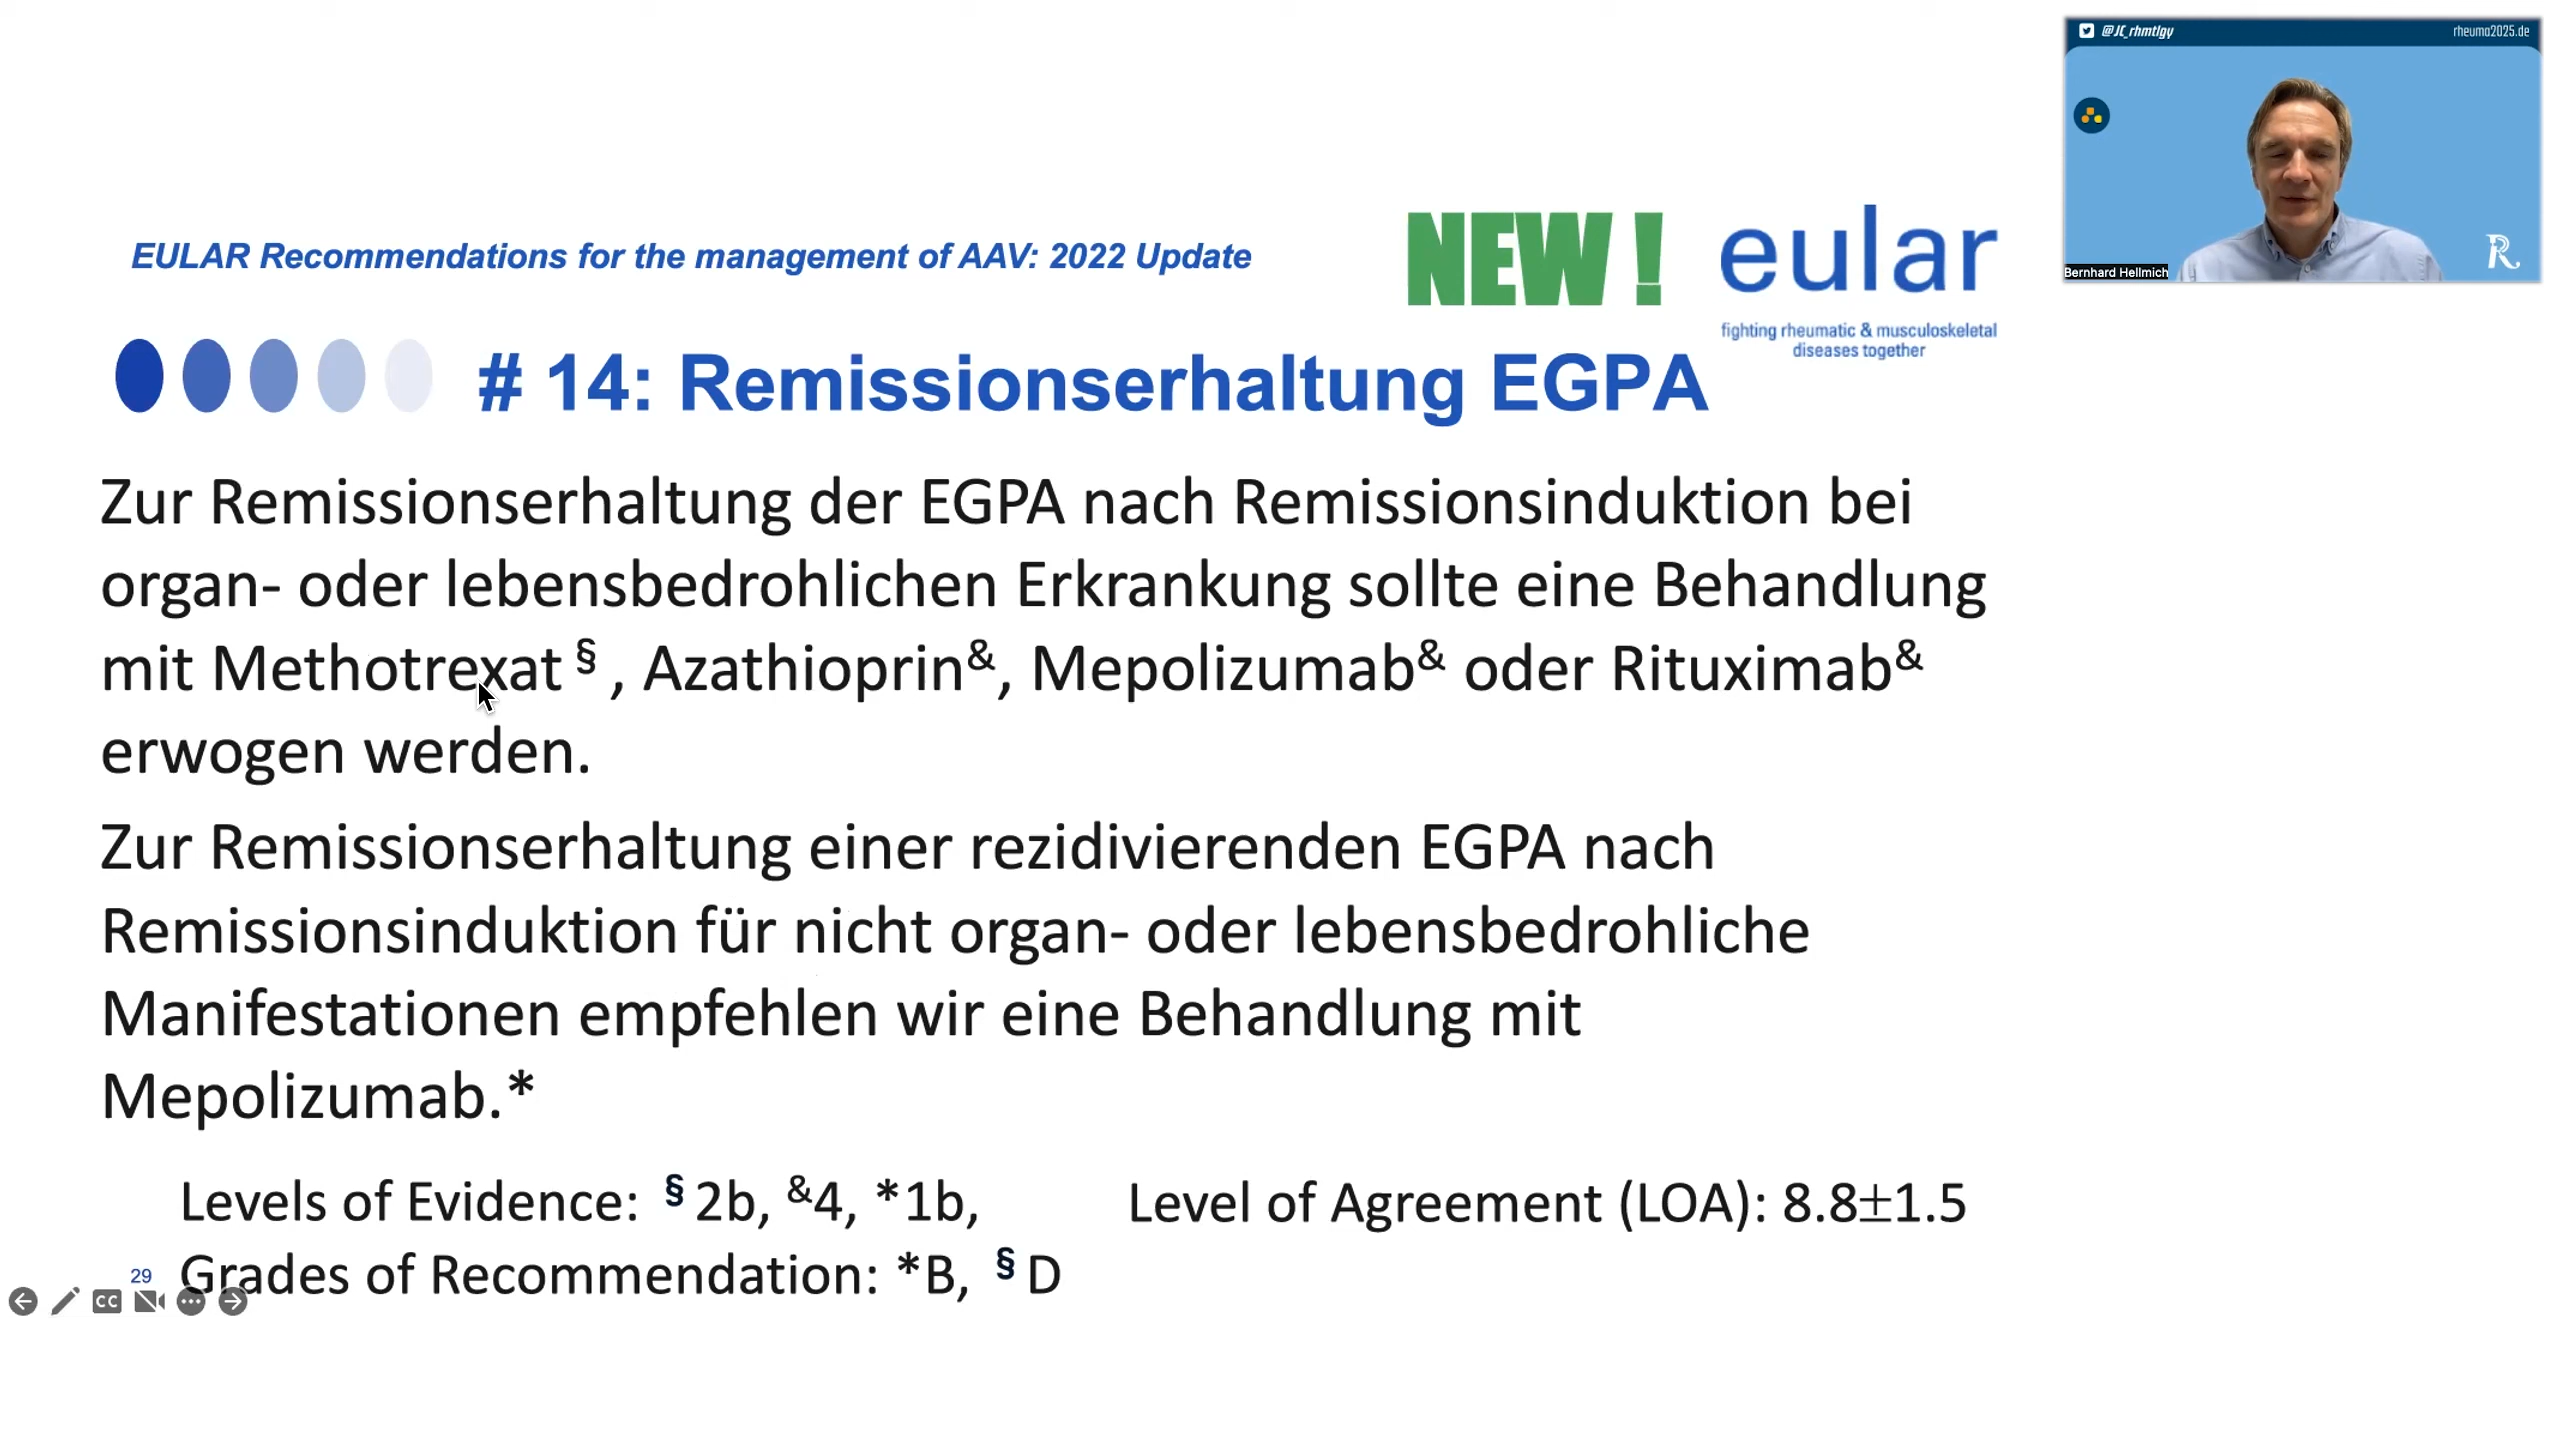 @JC_rhmtlgy
rheuma2025.de
Bernhard Hellmich
EULAR Recommendations for the management of AAV: 2022 Update
NEW !
eular
fighting rheumatic & musculoskeletal
diseases together
# 14: Remissionserhaltung EGPA
Zur Remissionserhaltung der EGPA nach Remissionsinduktion bei
organ- oder lebensbedrohlichen Erkrankung sollte eine Behandlung
mit Methotrexat § , Azathioprin&, Mepolizumab& oder Rituximab&
erwogen werden.
Zur Remissionserhaltung einer rezidivierenden EGPA nach
Remissionsinduktion für nicht organ- oder lebensbedrohliche
Manifestationen empfehlen wir eine Behandlung mit
Mepolizumab.*
Levels of Evidence: § 2b, &4, *1b,
Level of Agreement (LOA): 8.8±1.5
Grades of Recommendation: *B, § D
29
CC